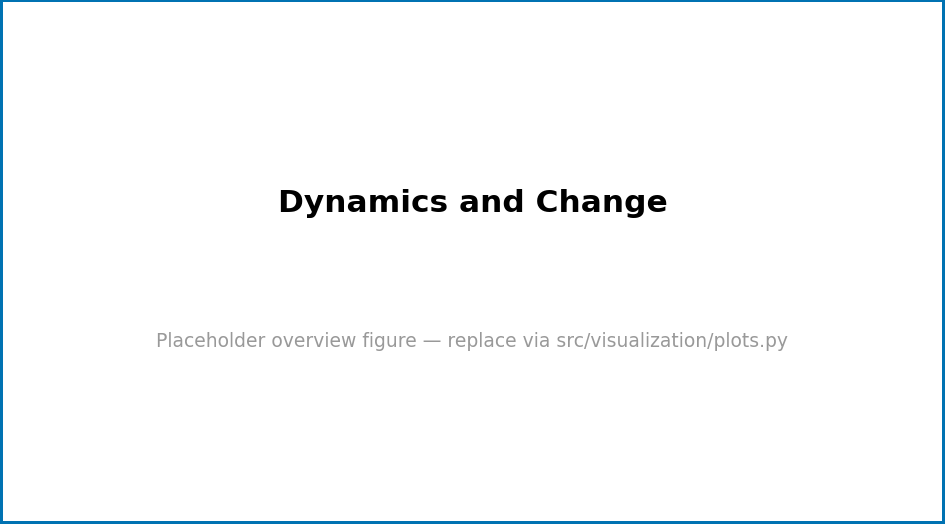 Dynamics and Change
Placeholder overview figure — replace via src/visualization/plots.py